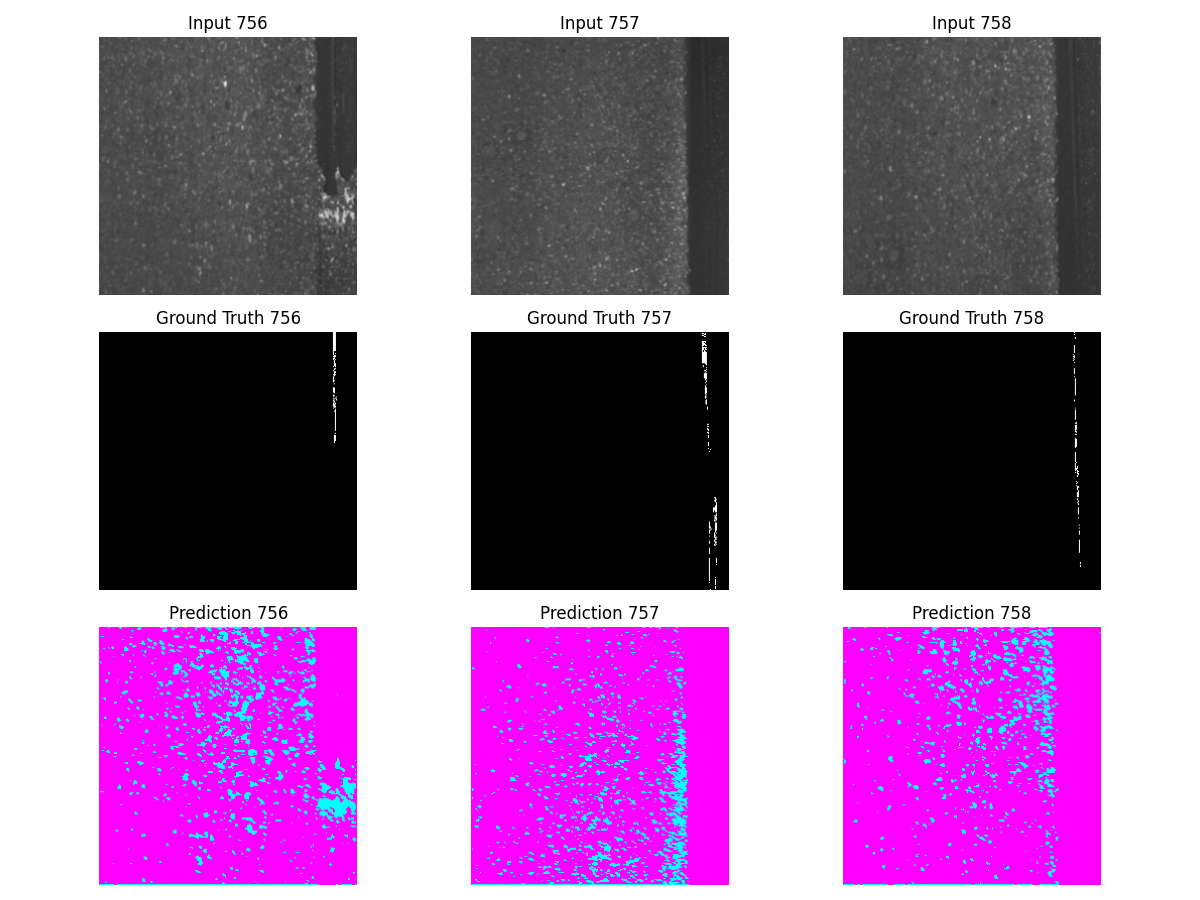 Input 756
Input 757
Input 758
Ground Truth 756
Ground Truth 757
Ground Truth 758
Prediction 756
Prediction 757
Prediction 758